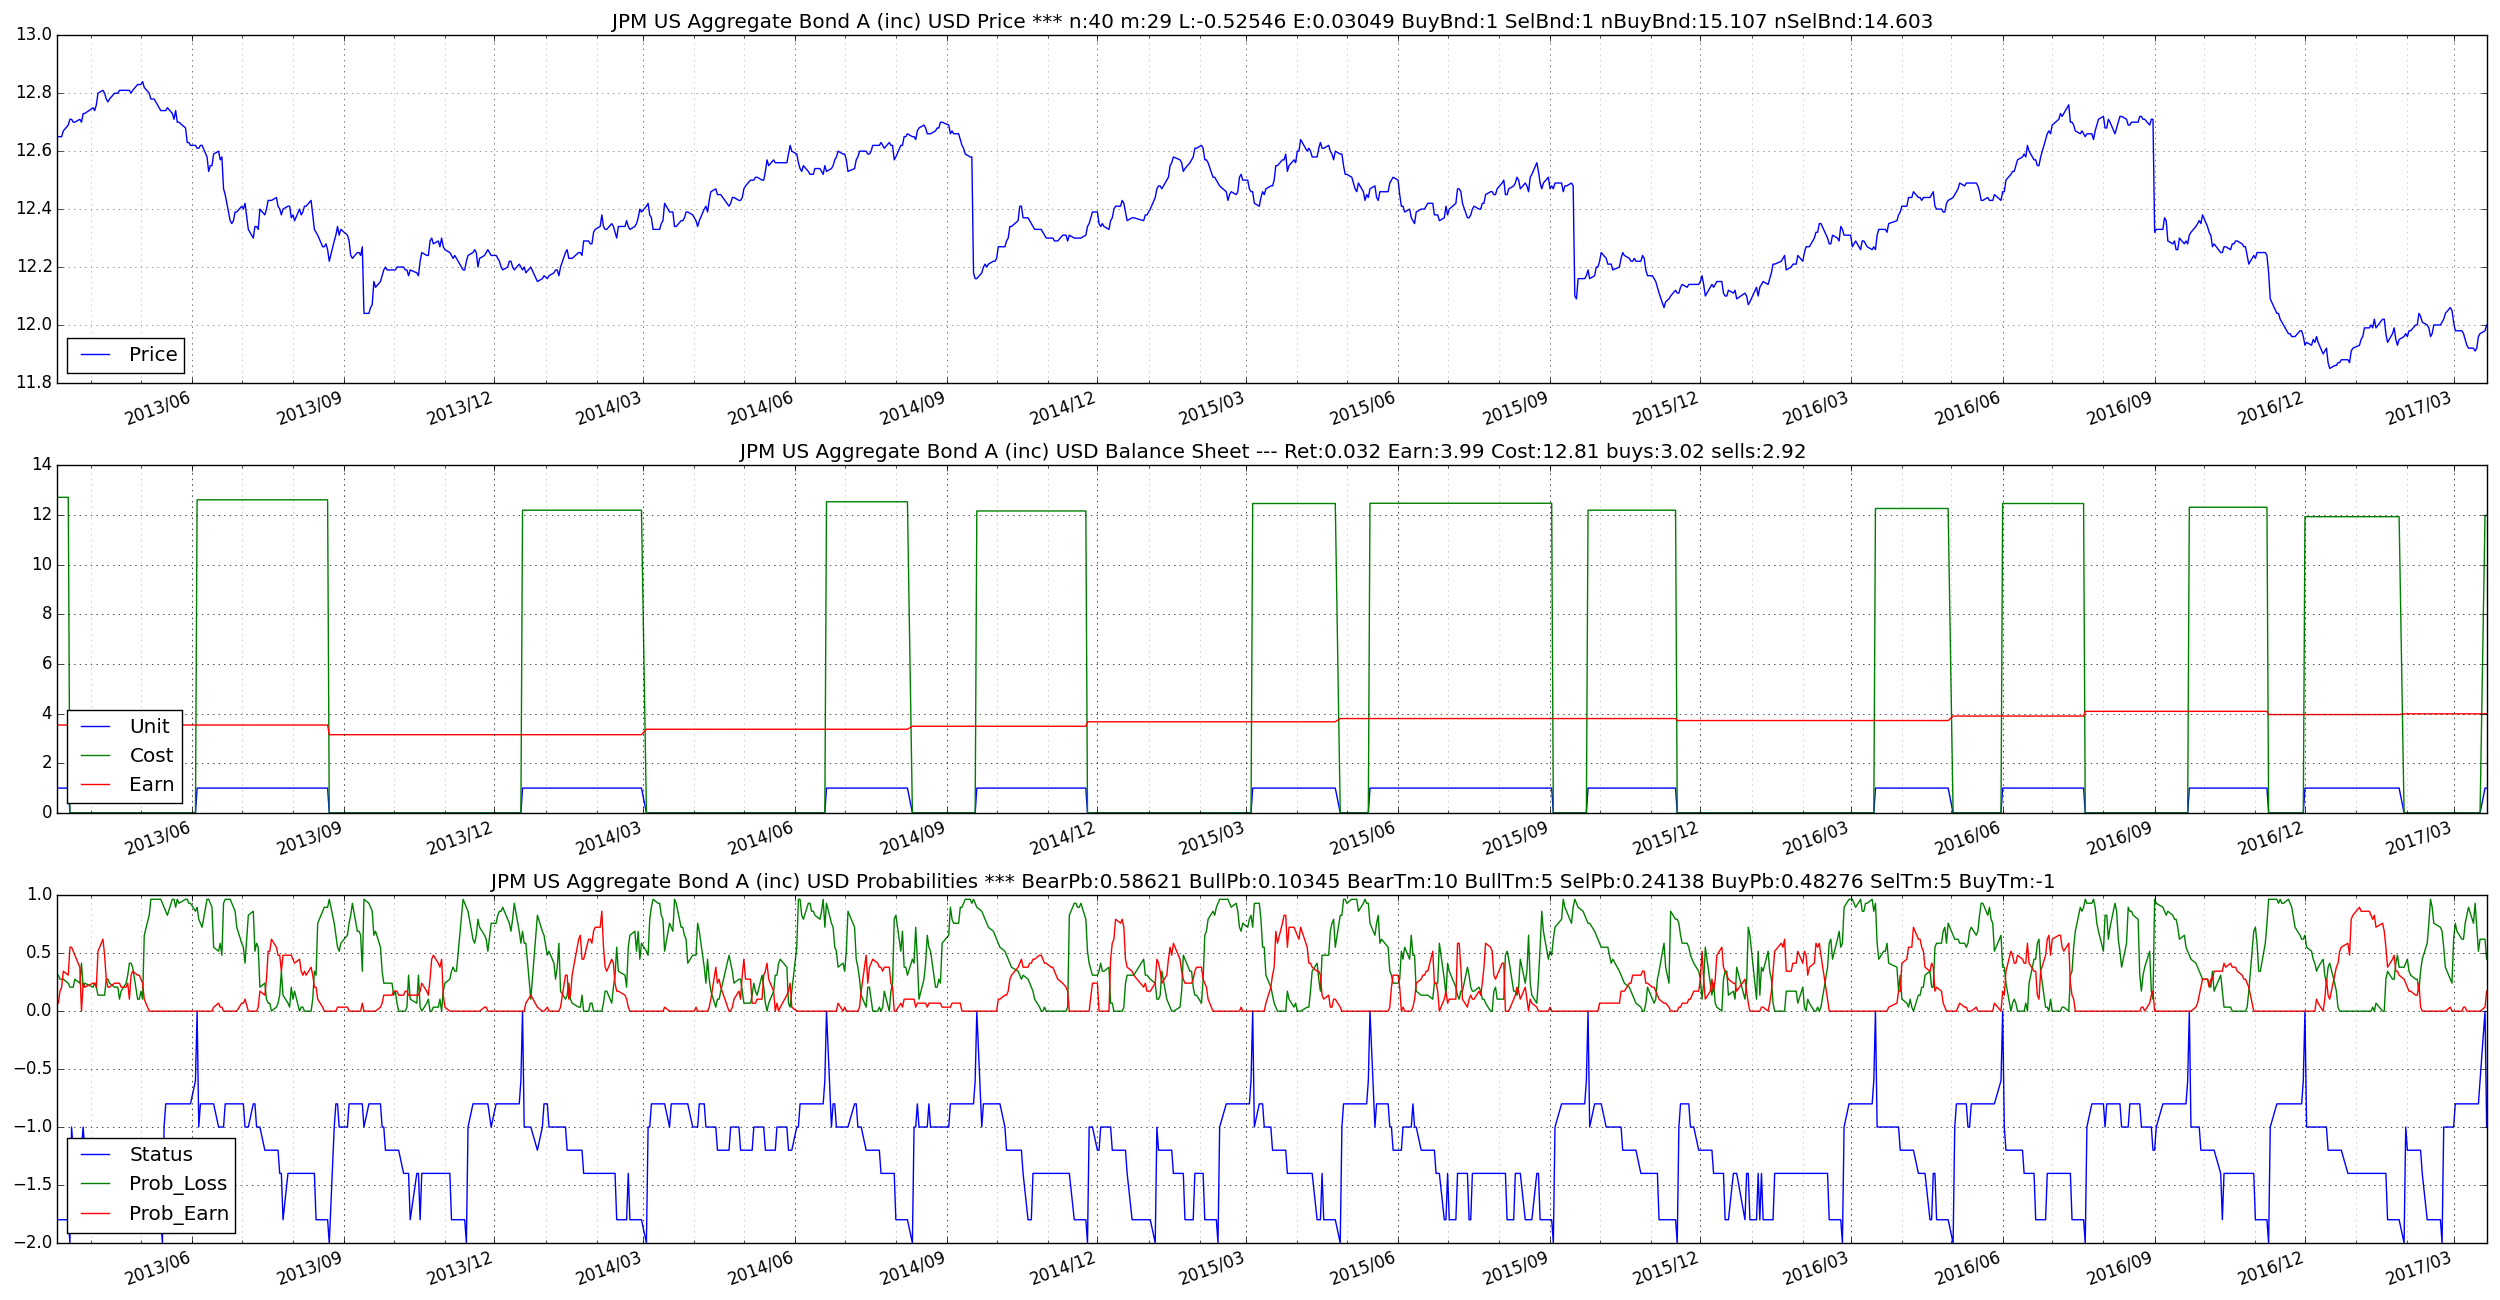 JPM US Aggregate Bond A (inc) USD Price *** n:40 m:29 L:-0.52546 E:0.03049 BuyBnd:1 SelBnd:1 nBuyBnd:15.107 nSelBnd:14.603
13.0
12.8
12.6
12.4
12.2
12.0
11.8
Price
2013/06 2013/09 2013/12 2014/03 2014/06 2014/09 2014/12 2015/03 2015/06 2015/09 2015/12 2016/03 2016/06 2016/09 2016/12 2017/03
JPM US Aggregate Bond A (inc) USD Balance Sheet --- Ret:0.032 Earn:3.99 Cost:12.81 buys:3.02 sells:2.92
14
12
10
8
6
4
2
0
Unit
Cost
Earn
2013/06 2013/09 2013/12 2014/03 2014/06 2014/09 2014/12 2015/03 2015/06 2015/09 2015/12 2016/03 2016/06 2016/09 2016/12 2017/03
JPM US Aggregate Bond A (inc) USD Probabilities *** BearPb:0.58621 BullPb:0.10345 BearTm:10 BullTm:5 SelPb:0.24138 BuyPb:0.48276 SelTm:5 BuyTm:-1
1.0
0.5
0.0
−0.5
−1.0
−1.5
−2.0
Status
Prob_Loss
Prob_Earn
2013/06 2013/09 2013/12 2014/03 2014/06 2014/09 2014/12 2015/03 2015/06 2015/09 2015/12 2016/03 2016/06 2016/09 2016/12 2017/03